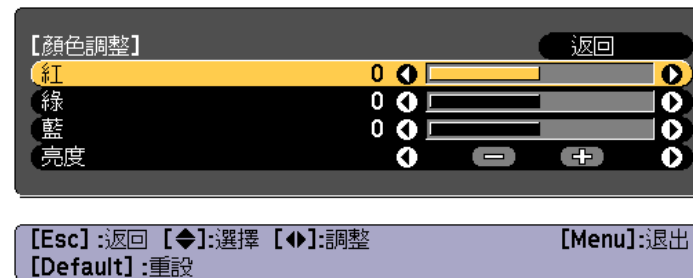 [顏色調整] 返回
紅 0
綠 0
藍 0
亮度
[Esc] :返回 [◆]:選擇 [◀▶]:調整 [Menu]:退出
[Default] :重設